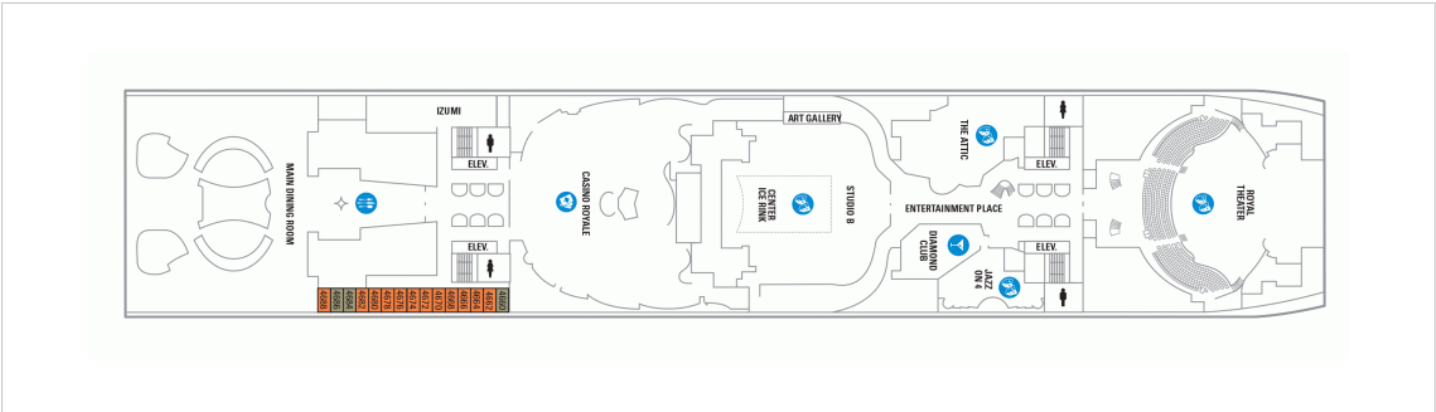 IZUMI
ELEV.
MAIN DINING ROOM
ELEV.
4688
4686
4684
4682
4680
4678
4676
4674
4672
4670
4668
4666
4664
4662
4660
CASINO ROYALE
ART GALLERY
CENTER
ICE RINK
STUDIO B
THE ATTIC
ELEV.
ENTERTAINMENT PLACE
DIAMOND
CLUB
JAZZ
ON 4
ELEV.
ROYAL
THEATER